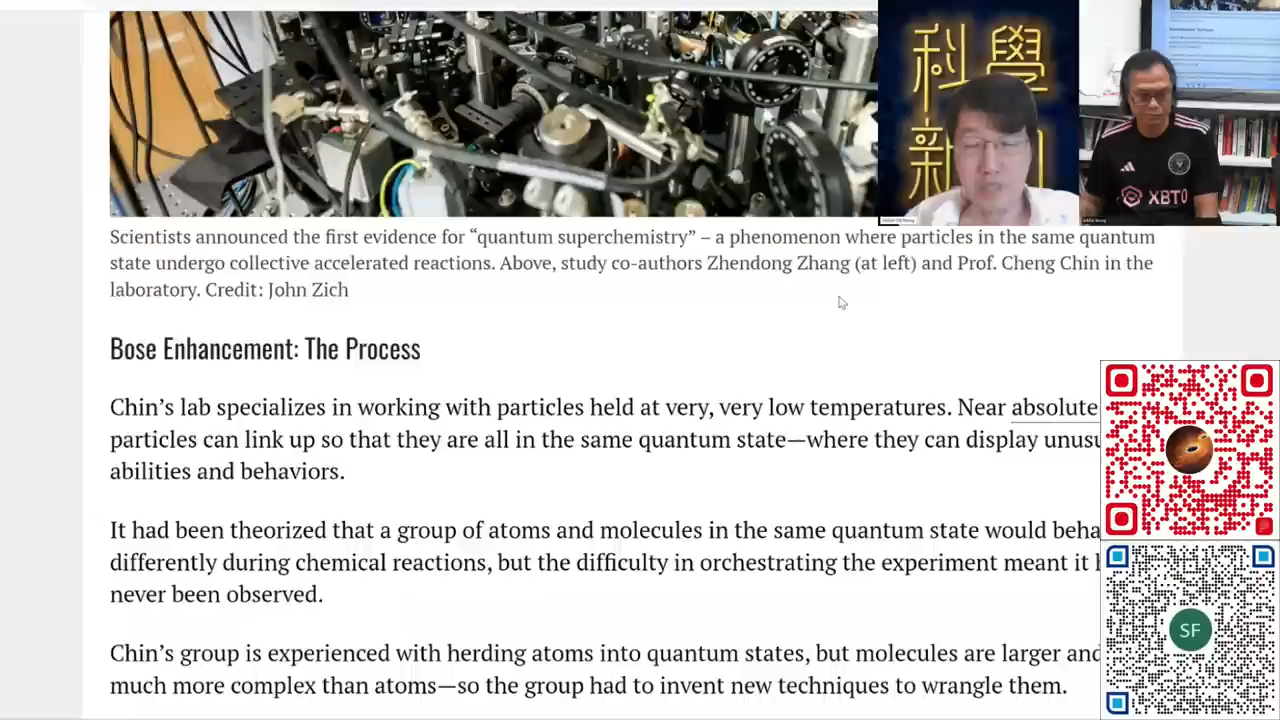 科學
新
XBTO
Scientists announced the first evidence for “quantum superchemistry” – a phenomenon where particles in the same quantum
state undergo collective accelerated reactions. Above, study co-authors Zhendong Zhang (at left) and Prof. Cheng Chin in the
laboratory. Credit: John Zich
Bose Enhancement: The Process
Chin’s lab specializes in working with particles held at very, very low temperatures. Near absolute
particles can link up so that they are all in the same quantum state—where they can display unusu
abilities and behaviors.
It had been theorized that a group of atoms and molecules in the same quantum state would beha
differently during chemical reactions, but the difficulty in orchestrating the experiment meant it h
never been observed.
Chin’s group is experienced with herding atoms into quantum states, but molecules are larger and
much more complex than atoms—so the group had to invent new techniques to wrangle them.
SF